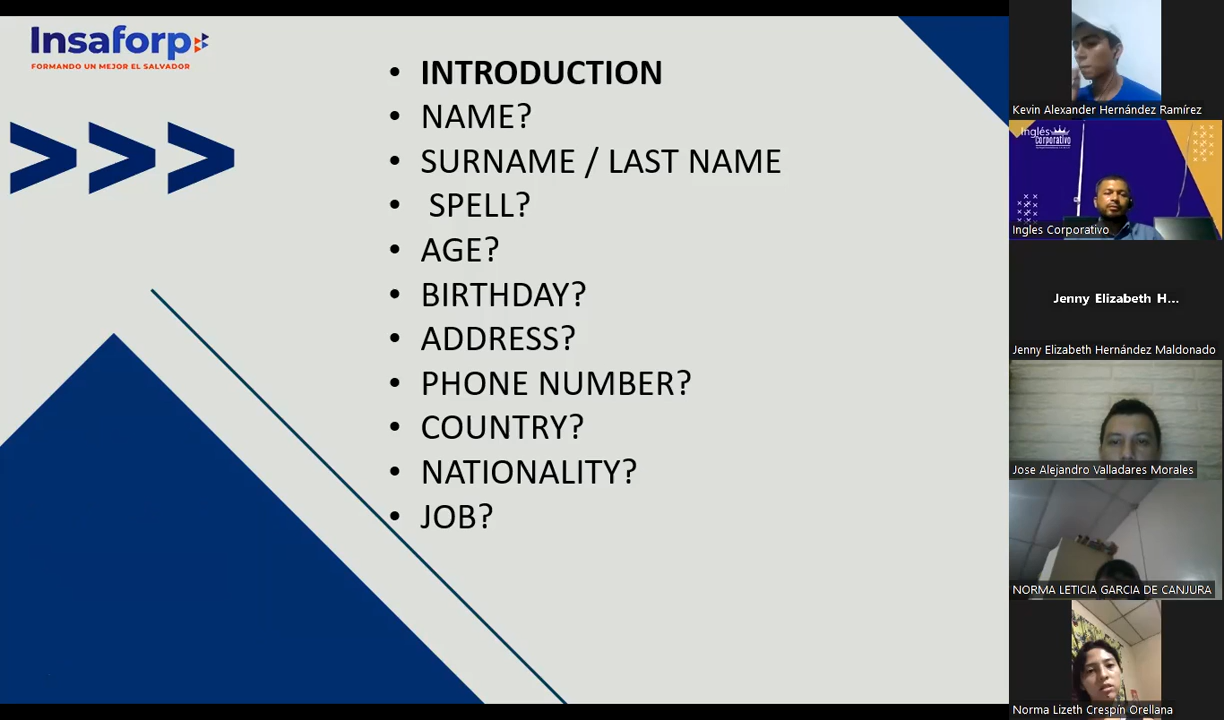 Insaforp
FORMANDO UN MEJOR EL SALVADOR
>>>
• INTRODUCTION
• NAME?
• SURNAME / LAST NAME
• SPELL?
• AGE?
• BIRTHDAY?
• ADDRESS?
• PHONE NUMBER?
• COUNTRY?
• NATIONALITY?
• JOB?
Kevin Alexander Hernández Ramírez
Inglés
Corporativo
Ingles Corporativo
Jenny Elizabeth H...
Jenny Elizabeth Hernández Maldonado
Jose Alejandro Valladares Morales
NORMA LETICIA GARCIA DE CANJURA
Norma Lizeth Crespín Orellana